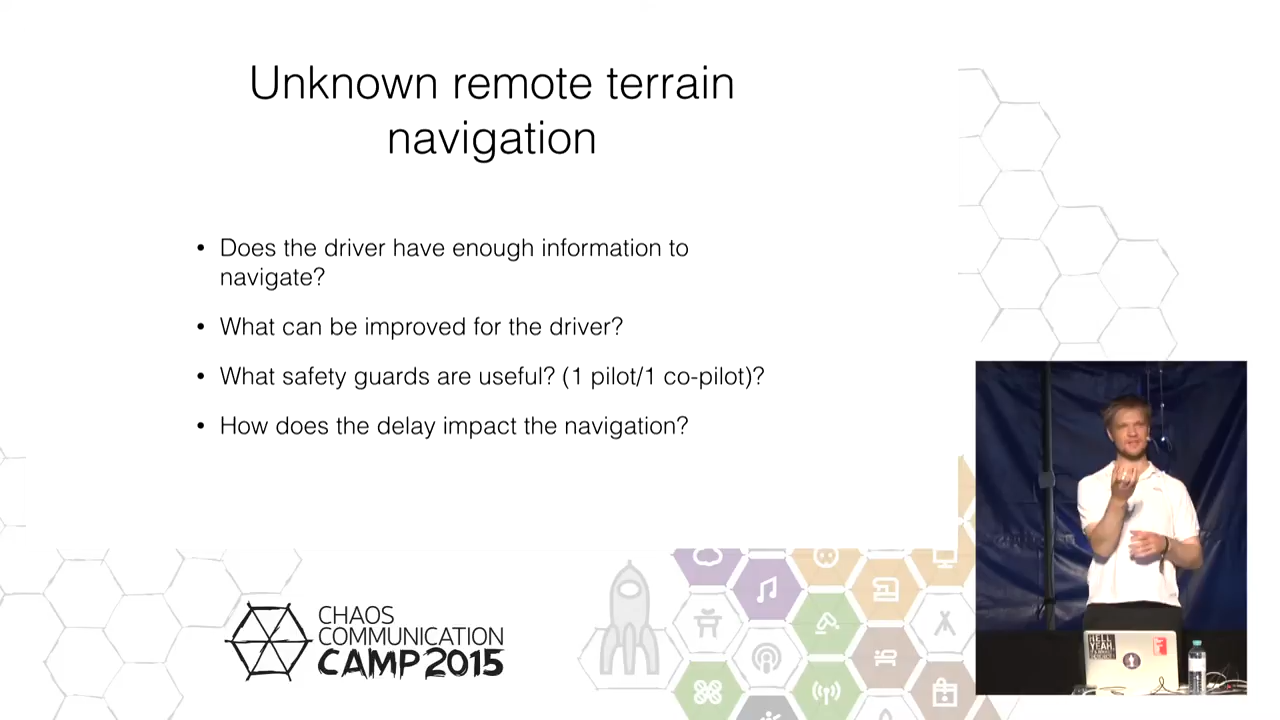 Unknown remote terrain
navigation
• Does the driver have enough information to
navigate?
• What can be improved for the driver?
• What safety guards are useful? (1 pilot/1 co-pilot)?
• How does the delay impact the navigation?
CHAOS
COMMUNICATION
CAMP 2015
HELL
YEAH.